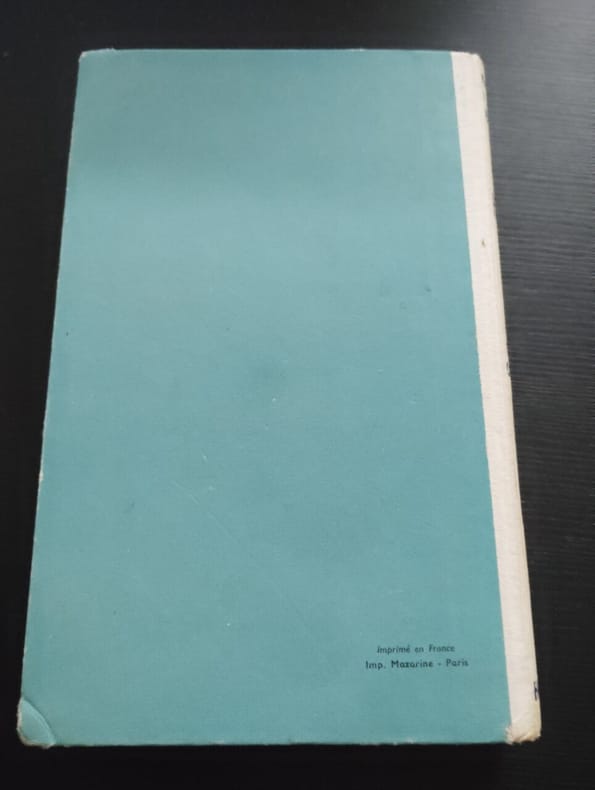 Imprimé en France
Imp. Mazarine - Paris